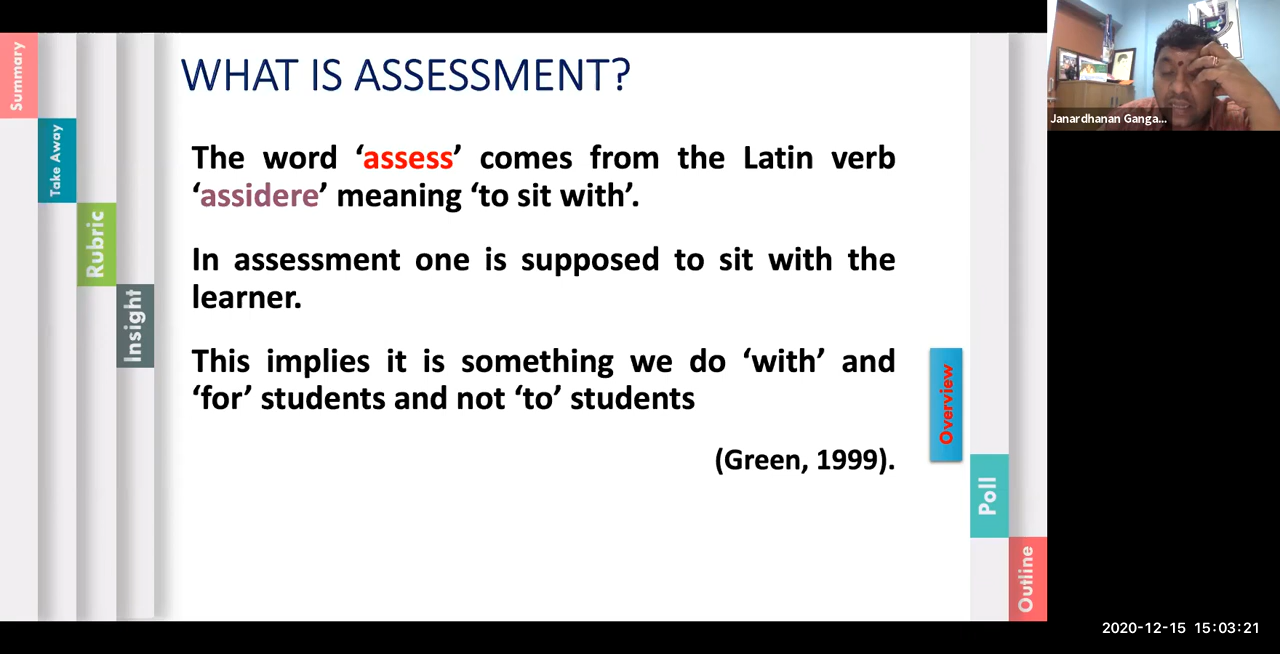 WHAT IS ASSESSMENT?
The word ‘assess’ comes from the Latin verb
‘assidere’ meaning ‘to sit with’.
In assessment one is supposed to sit with the
learner.
This implies it is something we do ‘with’ and
‘for’ students and not ‘to’ students
(Green, 1999).
Summary
Take Away
Rubric
Insight
Overview
Poll
Outline
Janardhanan Ganga...
2020-12-15 15:03:21